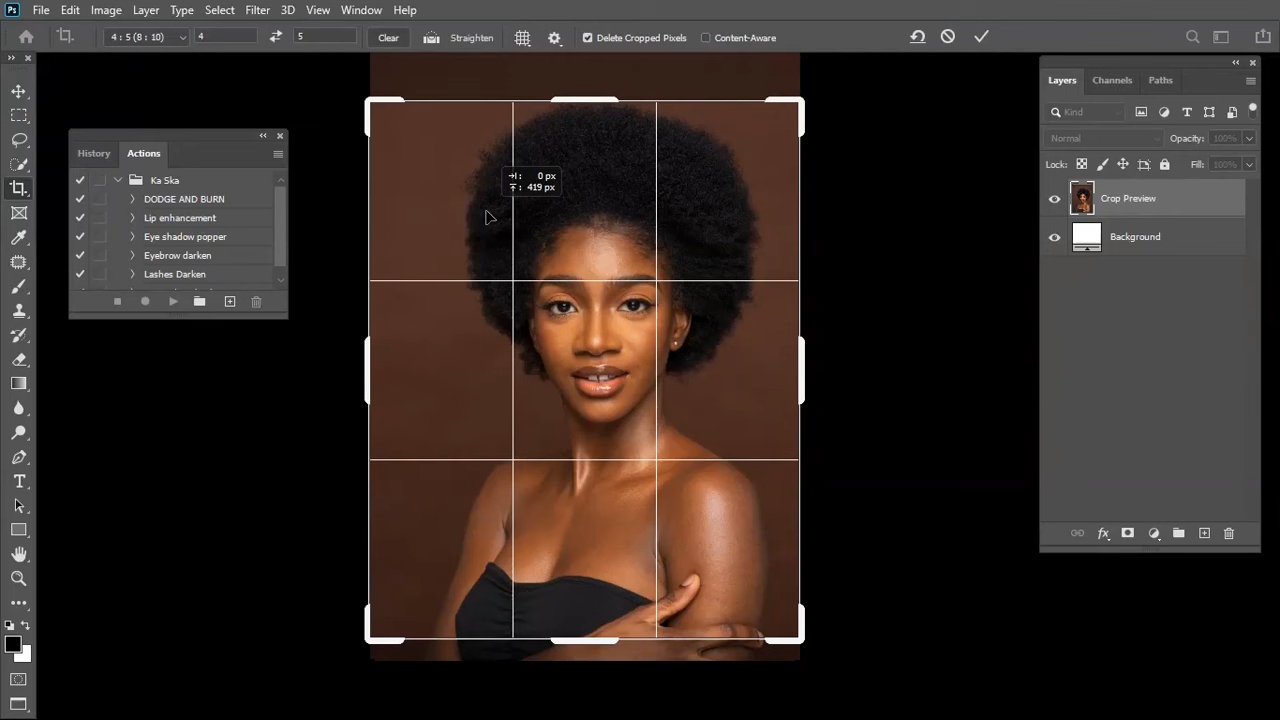 Ps File Edit Image Layer Type Select Filter 3D View Window Help
4 : 5 (8 : 10) 4 5 Clear Straighten Delete Cropped Pixels Content-Aware
Layers Channels Paths
Kind
Normal Opacity: 100%
Lock: Fill: 100%
Crop Preview
Background
fx
History Actions
Ka Ska
DODGE AND BURN
Lip enhancement
Eye shadow popper
Eyebrow darken
Lashes Darken
0 px
419 px